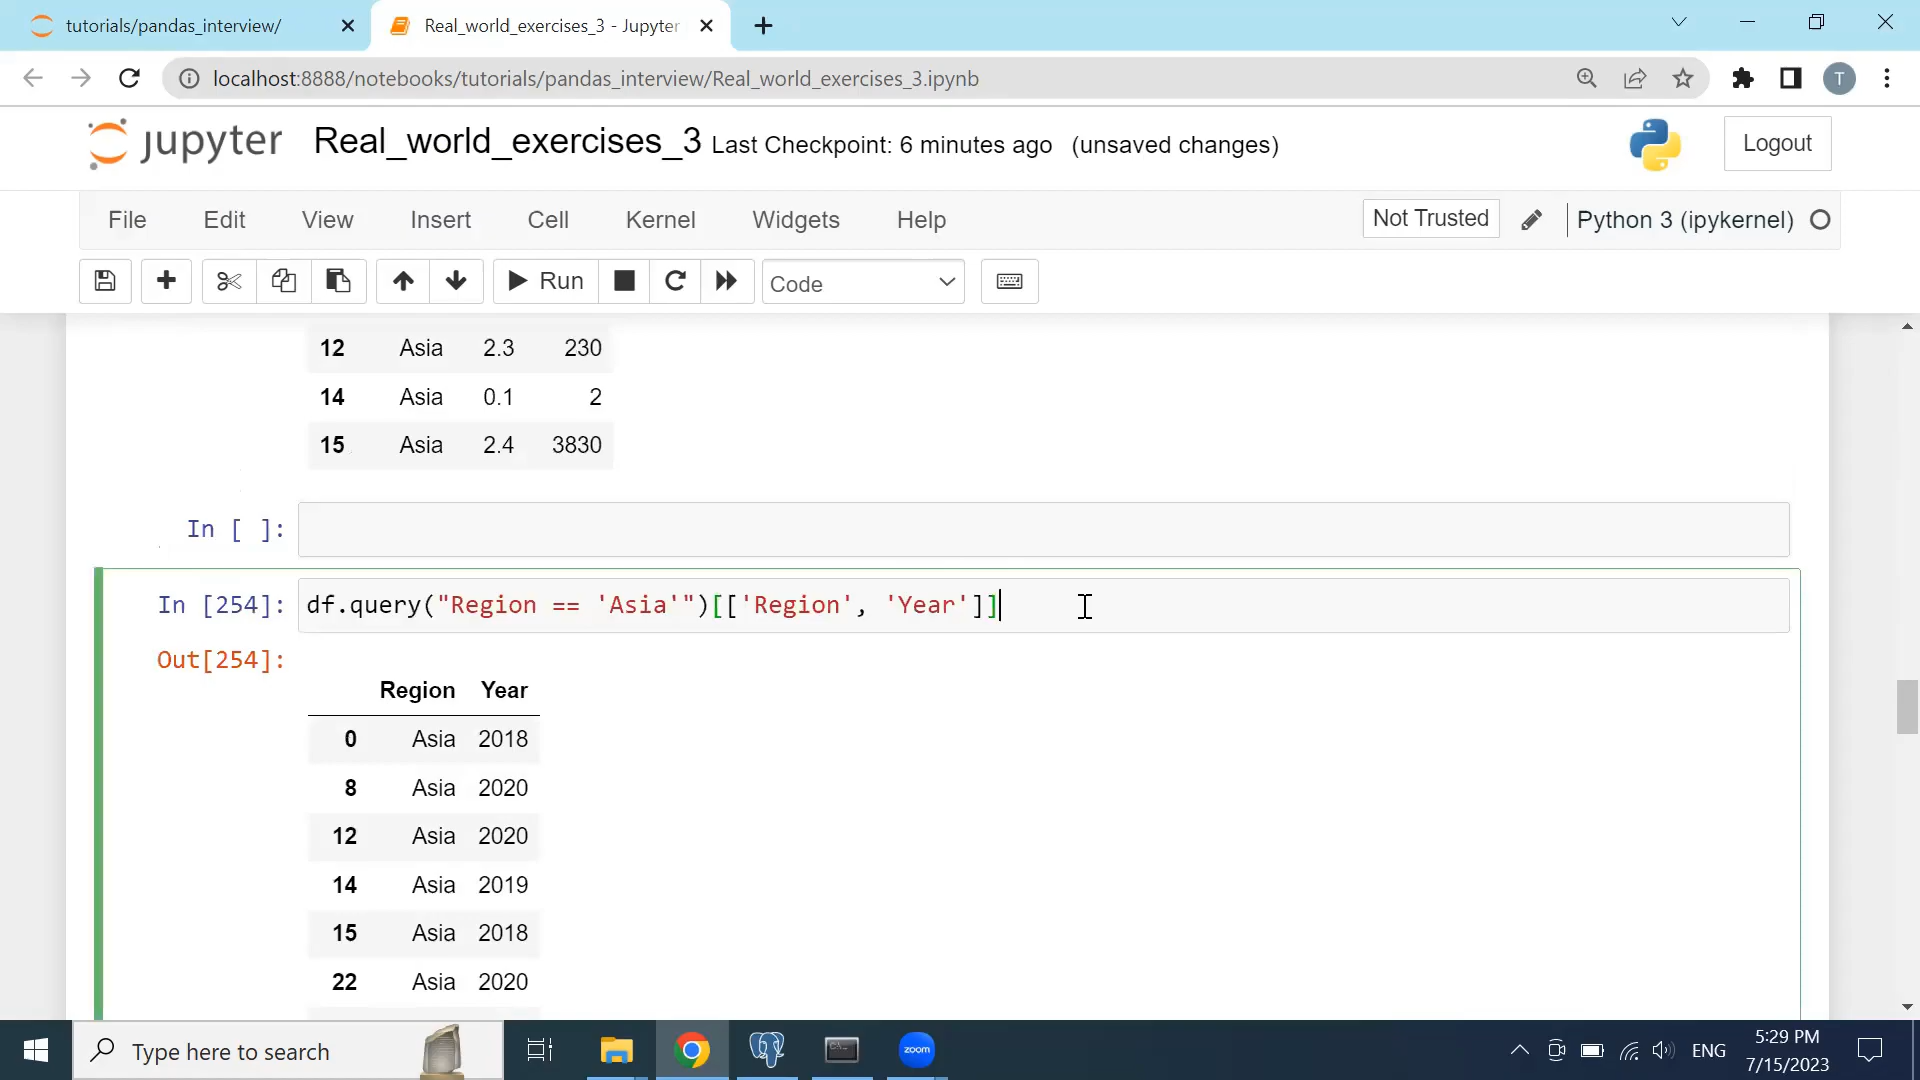 tutorials/pandas_interview/
Real_world_exercises_3 - Jupyter
localhost:8888/notebooks/tutorials/pandas_interview/Real_world_exercises_3.ipynb
T
jupyter Real_world_exercises_3 Last Checkpoint: 6 minutes ago (unsaved changes)
Logout
File Edit View Insert Cell Kernel Widgets Help
Not Trusted Python 3 (ipykernel)
Run Code
12 Asia 2.3 230
14 Asia 0.1 2
15 Asia 2.4 3830
In [ ]:
In [254]: df.query("Region == 'Asia'")[['Region', 'Year']]
Out[254]:
Region Year
0 Asia 2018
8 Asia 2020
12 Asia 2020
14 Asia 2019
15 Asia 2018
22 Asia 2020
Type here to search
zoom
ENG
5:29 PM
7/15/2023